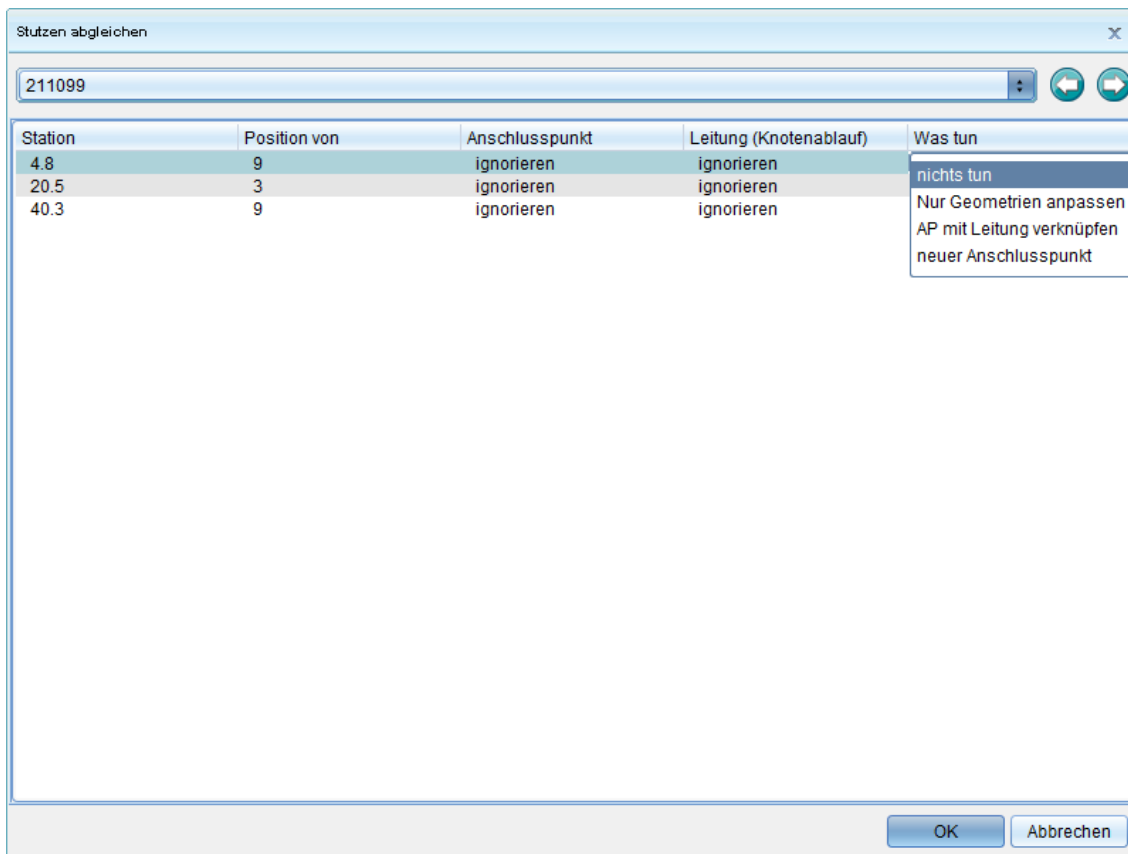 Stutzen abgleichen
211099
Station Position von Anschlusspunkt Leitung (Knotenablauf) Was tun
4.8 9 ignorieren ignorieren
20.5 3 ignorieren ignorieren
40.3 9 ignorieren ignorieren
nichts tun
Nur Geometrien anpassen
AP mit Leitung verknüpfen
neuer Anschlusspunkt
OK Abbrechen